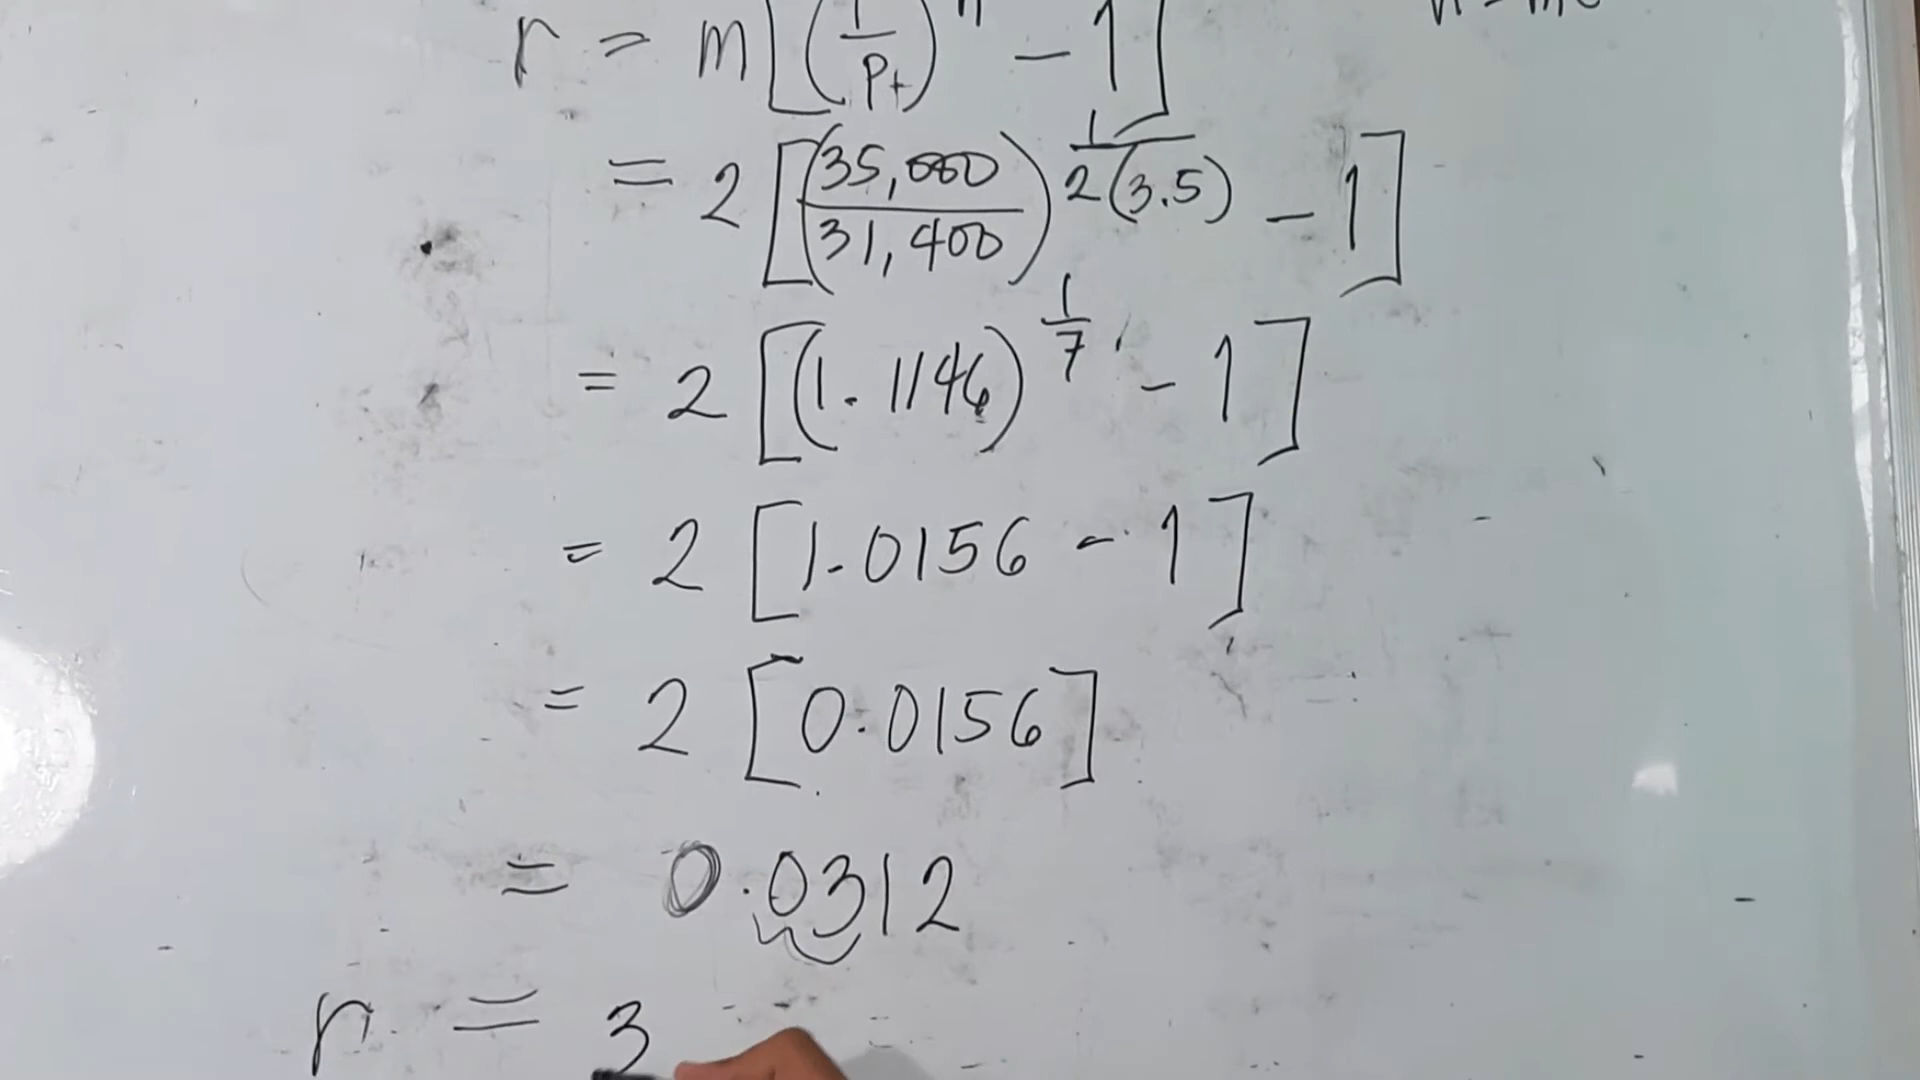 r = m[(1/Pt)^n - 1]
= 2[(35,000/31,400)^1/2(3.5) - 1]
= 2[(1.1146)^1/7 - 1]
= 2[1.0156 - 1]
= 2[0.0156]
= 0.0312
r = 3